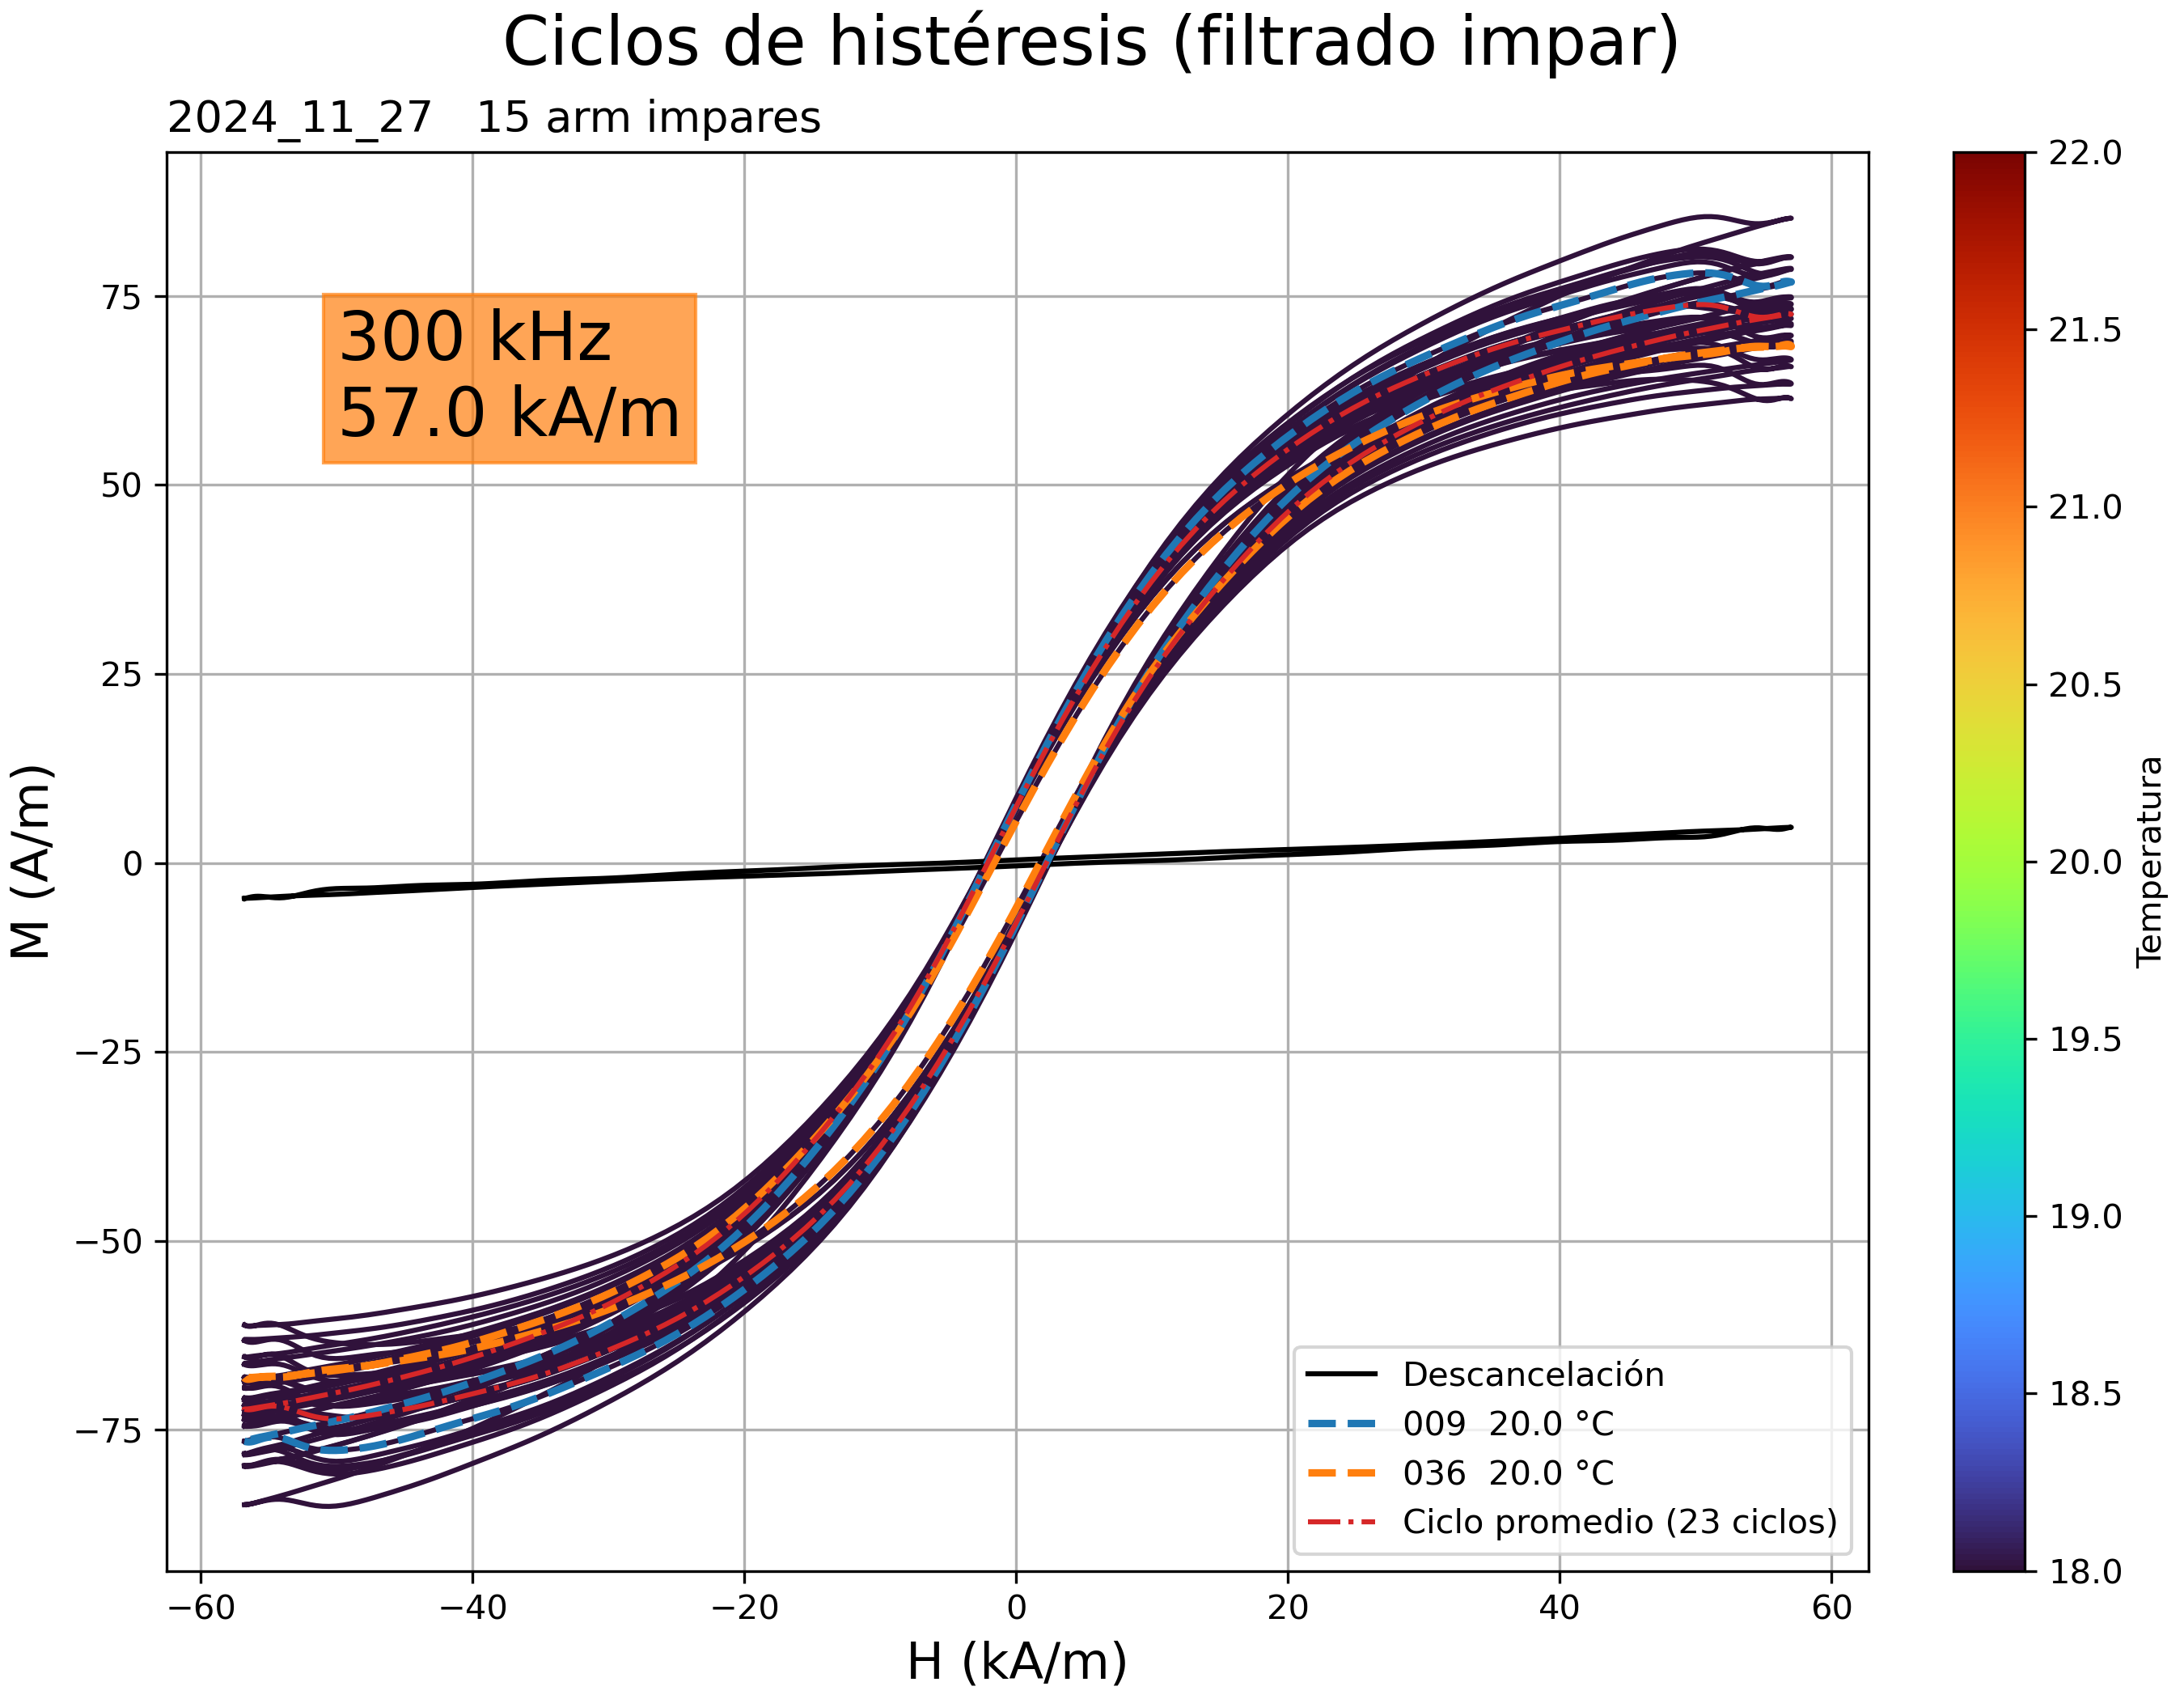 Ciclos de histéresis (filtrado impar)
2024_11_27   15 arm impares
300 kHz
57.0 kA/m
M (A/m)
75
50
25
0
−25
−50
−75
−60
−40
−20
0
20
40
60
H (kA/m)
Descancelación
009  20.0 °C
036  20.0 °C
Ciclo promedio (23 ciclos)
22.0
21.5
21.0
20.5
20.0
19.5
19.0
18.5
18.0
Temperatura